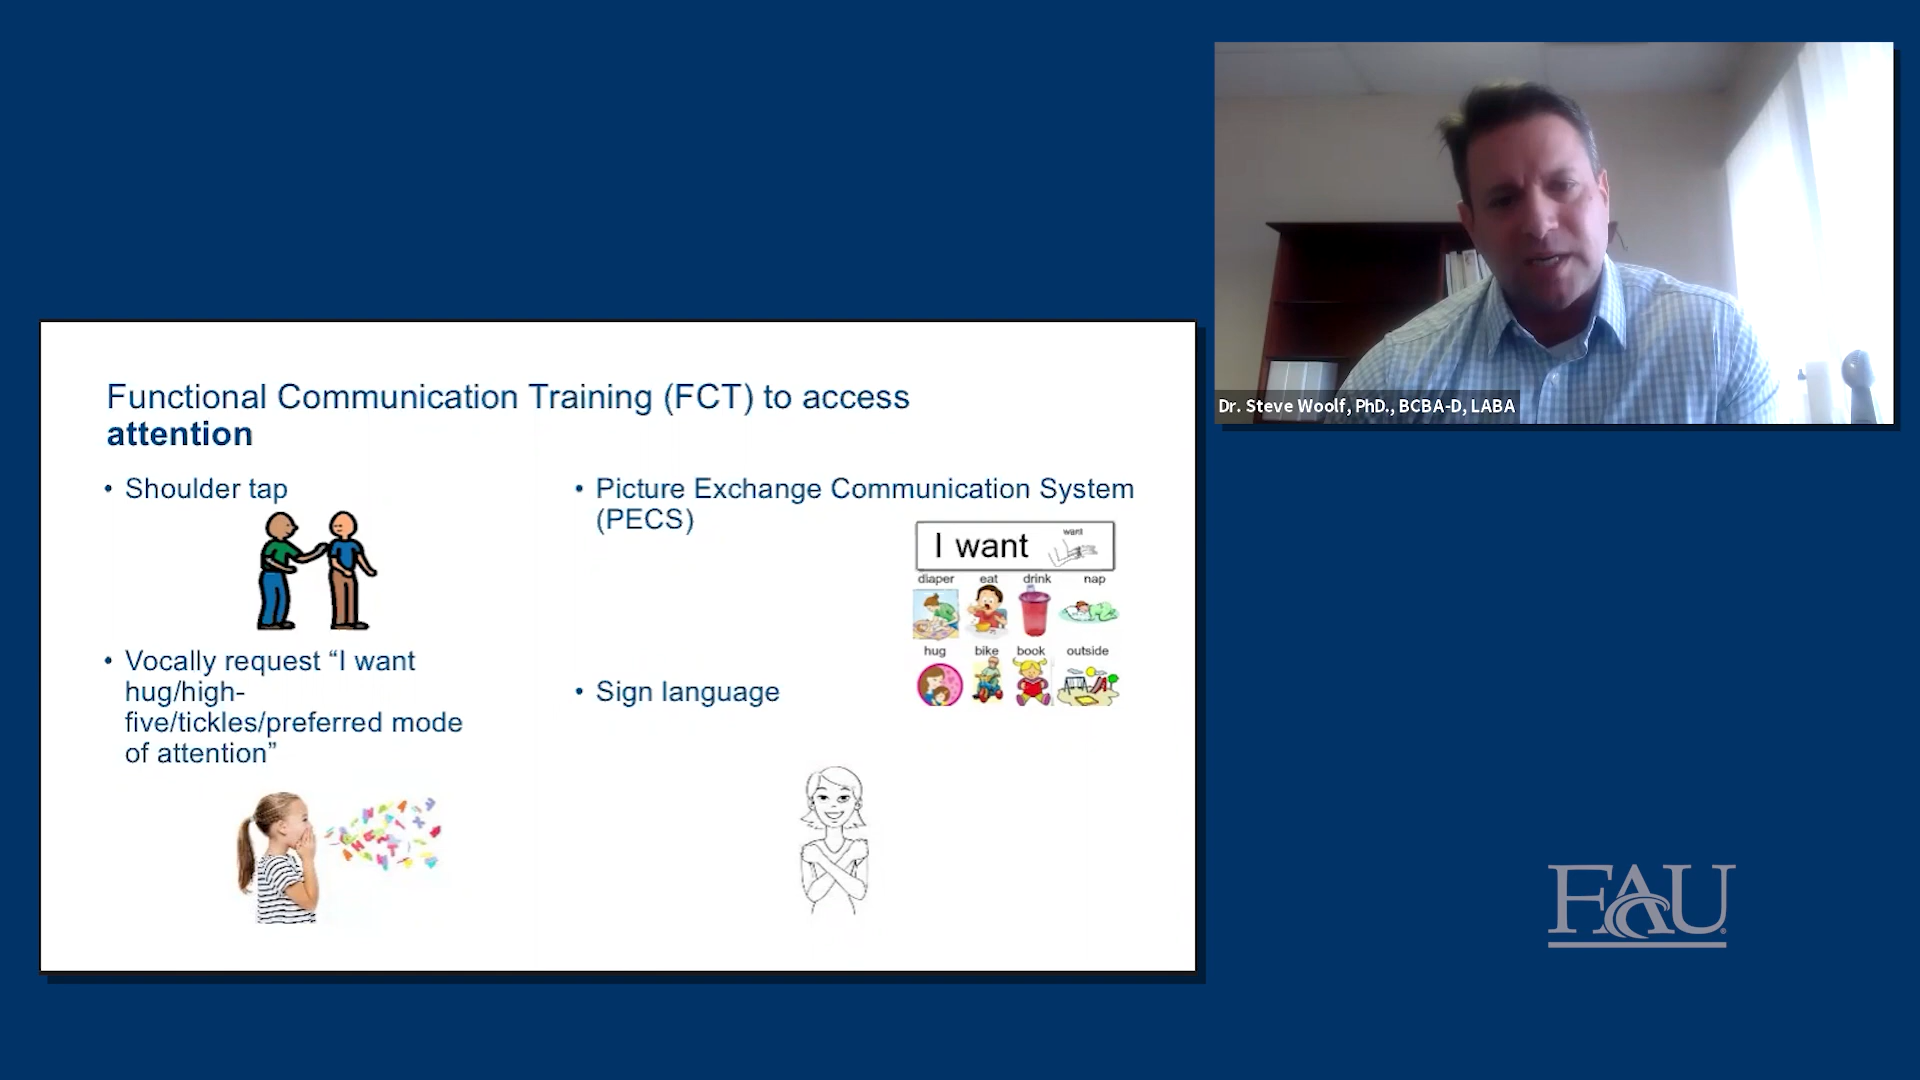 Functional Communication Training (FCT) to access
attention
• Shoulder tap
• Vocally request “I want
hug/high-
five/tickles/preferred mode
of attention”
• Picture Exchange Communication System
(PECS)
I want
want
diaper eat drink nap
hug bike book outside
• Sign language
Dr. Steve Woolf, PhD., BCBA-D, LABA
FAU